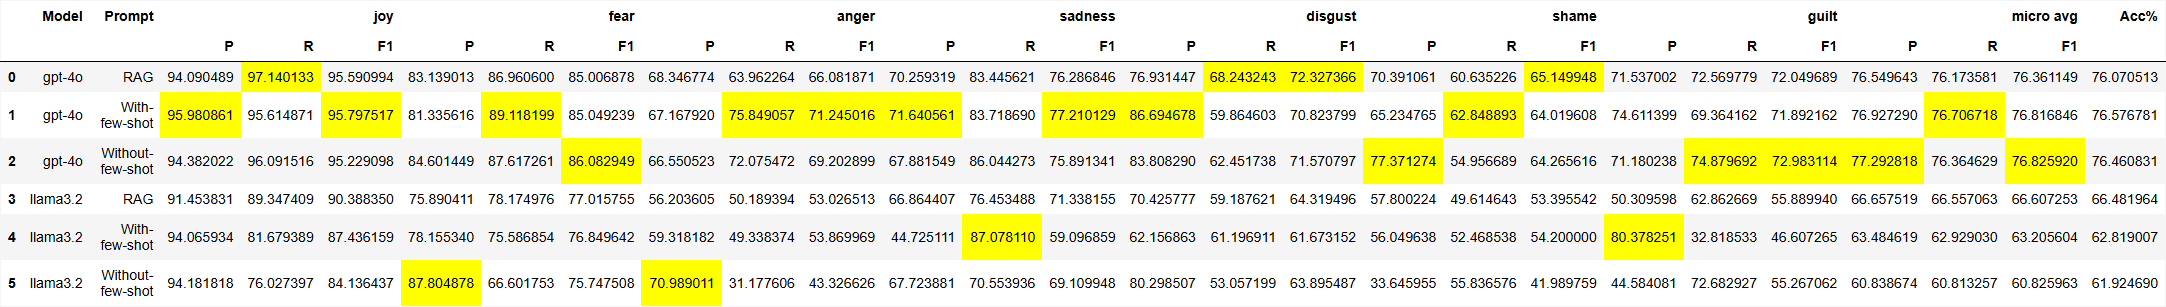 Model Prompt joy fear anger sadness disgust shame guilt micro avg Acc%
P R F1 P R F1 P R F1 P R F1 P R F1 P R F1 P R F1 P R F1
0 gpt-4o RAG 94.090489 97.140133 95.590994 83.139013 86.960600 85.006878 68.346774 63.962264 66.081871 70.259319 83.445621 76.286846 76.931447 68.243243 72.327366 70.391061 60.635226 65.149948 71.537002 72.569779 72.049689 76.549643 76.173581 76.361149 76.070513
1 gpt-4o With-
few-shot 95.980861 95.614871 95.797517 81.335616 89.118199 85.049239 67.167920 75.849057 71.245016 71.640561 83.718690 77.210129 86.694678 59.864603 70.823799 65.234765 62.848893 64.019608 74.611399 69.364162 71.892162 76.927290 76.706718 76.816846 76.576781
2 gpt-4o Without-
few-shot 94.382022 96.091516 95.229098 84.601449 87.617261 86.082949 66.550523 72.075472 69.202899 67.881549 86.044273 75.891341 83.808290 62.451738 71.570797 77.371274 54.956689 64.265616 71.180238 74.879692 72.983114 77.292818 76.364629 76.825920 76.460831
3 llama3.2 RAG 91.453831 89.347409 90.388350 75.890411 78.174976 77.015755 56.203605 50.189394 53.026513 66.864407 76.453488 71.338155 70.425777 59.187621 64.319496 57.800224 49.614643 53.395542 50.309598 62.862669 55.889940 66.657519 66.557063 66.607253 66.481964
4 llama3.2 With-
few-shot 94.065934 81.679389 87.436159 78.155340 75.586854 76.849642 59.318182 49.338374 53.869969 44.725111 87.078110 59.096859 62.156863 61.196911 61.673152 56.049638 52.468538 54.200000 80.378251 32.818533 46.607265 63.484619 62.929030 63.205604 62.819007
5 llama3.2 Without-
few-shot 94.181818 76.027397 84.136437 87.804878 66.601753 75.747508 70.989011 31.177606 43.326626 67.723881 70.553936 69.109948 80.298507 53.057199 63.895487 33.645955 55.836576 41.989759 44.584081 72.682927 55.267062 60.838674 60.813257 60.825963 61.924690